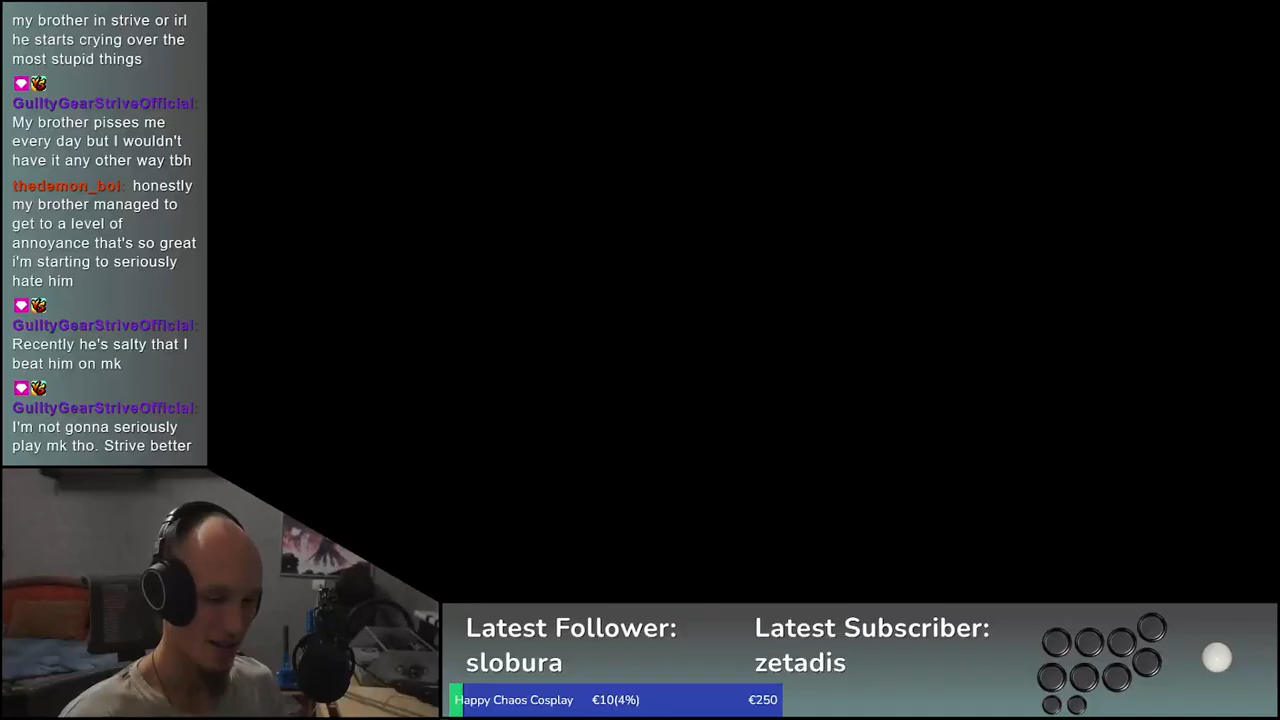 my brother in strive or irl
he starts crying over the
most stupid things
GuiltyGearStriveOfficial:
My brother pisses me
every day but I wouldn't
have it any other way tbh
thedemon_boi: honestly
my brother managed to
get to a level of
annoyance that's so great
i'm starting to seriously
hate him
GuiltyGearStriveOfficial:
Recently he's salty that I
beat him on mk
GuiltyGearStriveOfficial:
I'm not gonna seriously
play mk tho. Strive better
Latest Follower:
slobura
Latest Subscriber:
zetadis
Happy Chaos Cosplay €10(4%) €250